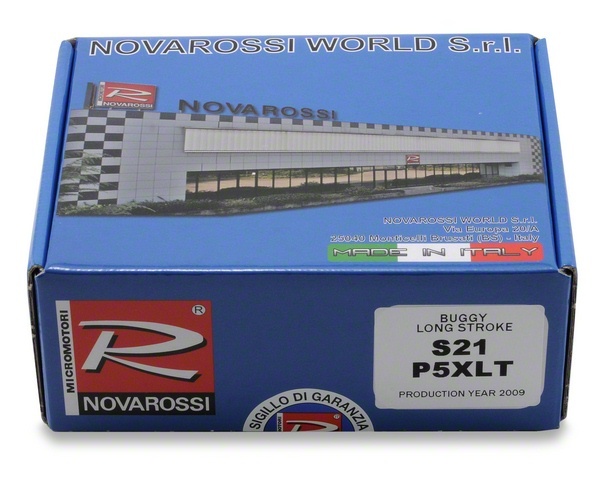 NOVAROSSI WORLD S.r.l.
R
NOVAROSSI
NOVAROSSI
R
NOVAROSSI WORLD S.r.l.
Via Europa 20/A
25040 Monticelli Brusati (BS) - Italy
MADE IN ITALY
MICROMOTORI
R ®
NOVAROSSI
SIGILLO DI GARANZIA
R ®
BUGGY
LONG STROKE
S21
P5XLT
PRODUCTION YEAR 2009